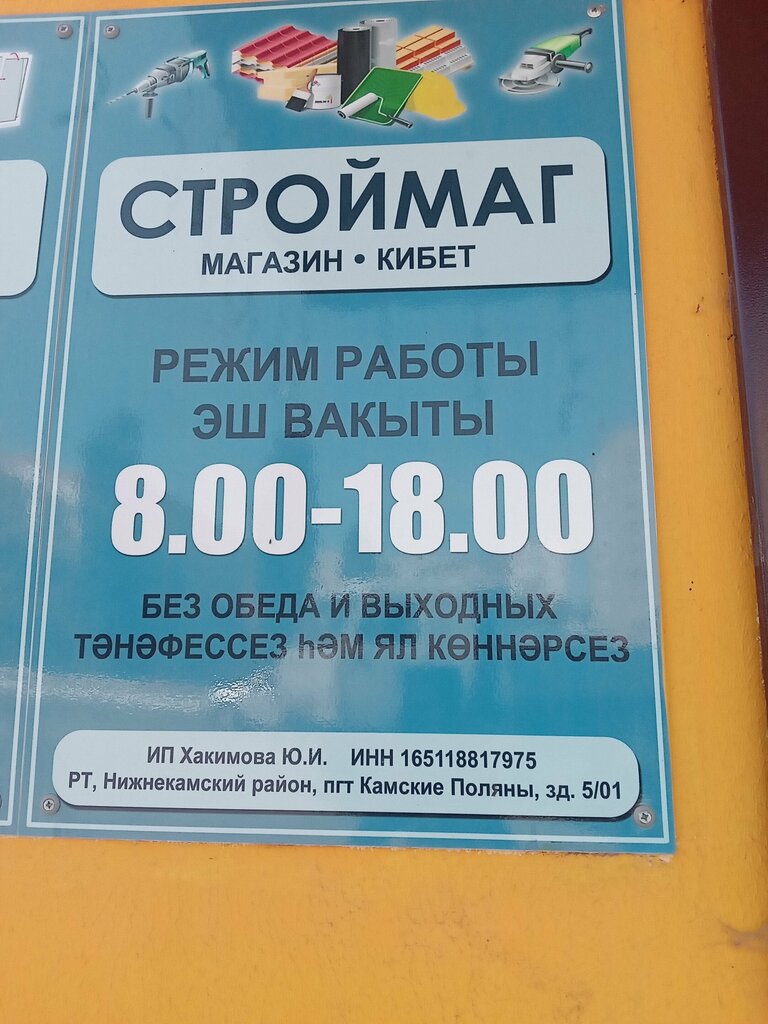 СТРОЙМАГ
МАГАЗИН • КИБЕТ
РЕЖИМ РАБОТЫ
ЭШ ВАКЫТЫ
8.00-18.00
БЕЗ ОБЕДА И ВЫХОДНЫХ
ТӘНӘФЕССЕЗ һӘМ ЯЛ КӨННӘРСЕЗ
ИП Хакимова Ю.И. ИНН 165118817975
РТ, Нижнекамский район, пгт Камские Поляны, зд. 5/01